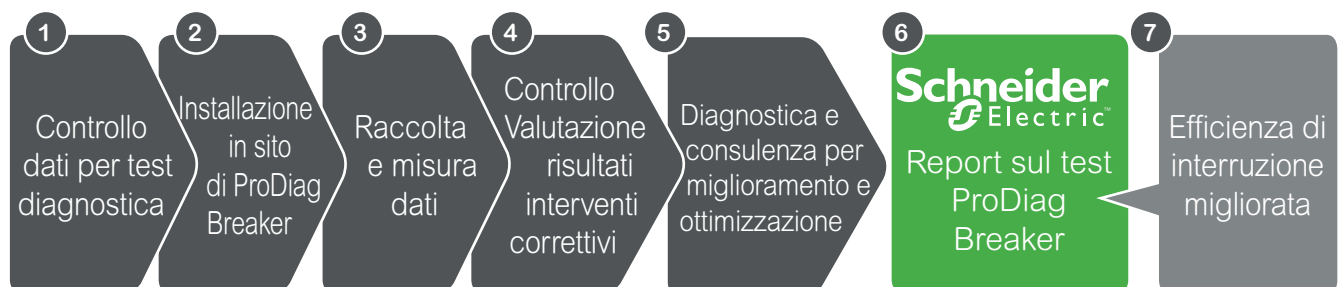 1
Controllo
dati per test
diagnostica
2
Installazione
in sito
di ProDiag
Breaker
3
Raccolta
e misura
dati
4
Controllo
Valutazione
risultati
interventi
correttivi
5
Diagnostica e
consulenza per
miglioramento e
ottimizzazione
6
Schneider
Electric™
Report sul test
ProDiag
Breaker
7
Efficienza di
interruzione
migliorata